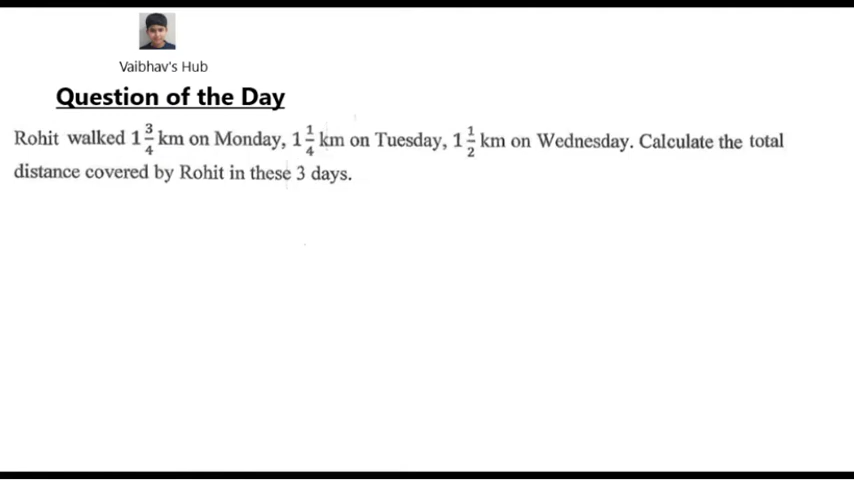 Vaibhav's Hub
Question of the Day
Rohit walked 1 3/4 km on Monday, 1 1/4 km on Tuesday, 1 1/2 km on Wednesday. Calculate the total
distance covered by Rohit in these 3 days.